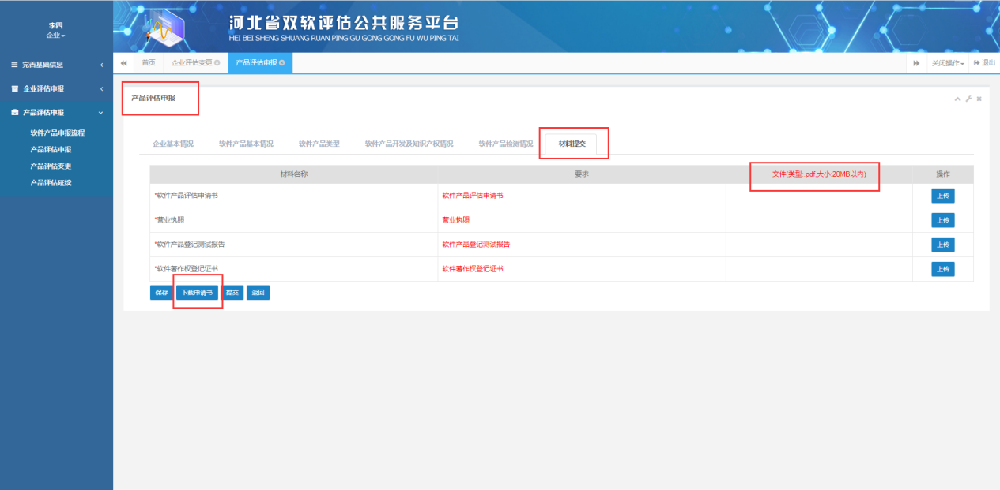 李四
企业
完善基础信息
企业评估申报
产品评估申报
软件产品申报流程
产品评估申报
产品评估变更
产品评估延续
河北省双软评估公共服务平台
HEI BEI SHENG SHUANG RUAN PING GU GONG GONG FU WU PING TAI
首页 企业评估变更 产品评估申报 关闭操作 退出
产品评估申报
企业基本情况 软件产品基本情况 软件产品类型 软件产品开发及知识产权情况 软件产品检测情况 材料提交
材料名称 要求 文件(类型:.pdf,大小:20MB以内) 操作
*软件产品评估申请书 软件产品评估申请书 上传
*营业执照 营业执照 上传
*软件产品登记测试报告 软件产品登记测试报告 上传
*软件著作权登记证书 软件著作权登记证书 上传
保存 下载申请书 提交 返回